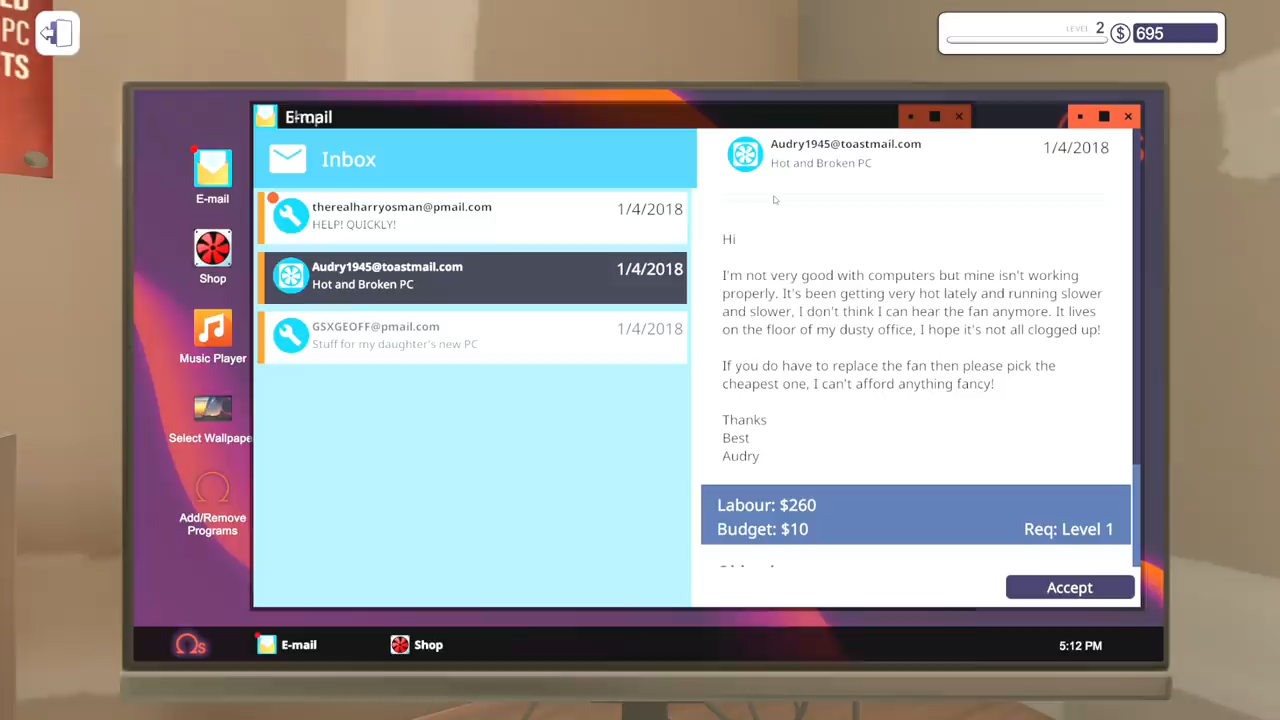 PC
TS
LEVEL 2
$ 695
E-mail
Inbox
therealharryosman@pmail.com 1/4/2018
HELP! QUICKLY!
Audry1945@toastmail.com 1/4/2018
Hot and Broken PC
GSXGEOFF@pmail.com 1/4/2018
Stuff for my daughter's new PC
Audry1945@toastmail.com 1/4/2018
Hot and Broken PC
Hi
I'm not very good with computers but mine isn't working
properly. It's been getting very hot lately and running slower
and slower, I don't think I can hear the fan anymore. It lives
on the floor of my dusty office, I hope it's not all clogged up!
If you do have to replace the fan then please pick the
cheapest one, I can't afford anything fancy!
Thanks
Best
Audry
Labour: $260
Budget: $10 Req: Level 1
Accept
E-mail
Shop
Music Player
Select Wallpape
Add/Remove
Programs
Ωs
E-mail
Shop
5:12 PM